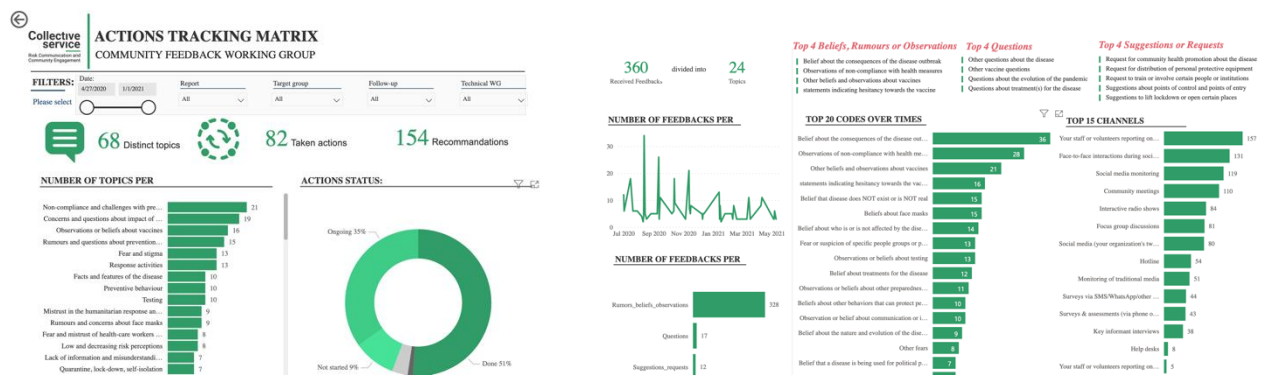 Collective
service
Risk Communication and
Community Engagement
ACTIONS TRACKING MATRIX
COMMUNITY FEEDBACK WORKING GROUP
FILTERS:
Please select
Date:
4/27/2020
1/1/2021
Report
All
Target group
All
Follow-up
All
Technical WG
All
68 Distinct topics
82 Taken actions
154 Recommandations
NUMBER OF TOPICS PER
Non-compliance and challenges with pre... 21
Concerns and questions about impact of ... 19
Observations or beliefs about vaccines 16
Rumours and questions about prevention... 15
Fear and stigma 13
Response activities 13
Facts and features of the disease 10
Preventive behaviour 10
Testing 10
Mistrust in the humanitarian response an... 9
Rumours and concerns about face masks 9
Fear and mistrust of health-care workers ... 8
Low and decreasing risk perceptions 8
Lack of information and misunderstandi... 7
Quarantine, lock-down, self-isolation 7
ACTIONS STATUS:
Ongoing 35%
Not started 9%
Done 51%
360
Received Feedbacks
divided into
24
Topics
NUMBER OF FEEDBACKS PER
30
20
10
0
Jul 2020 Sep 2020 Nov 2020 Jan 2021 Mar 2021 May 2021
NUMBER OF FEEDBACKS PER
Rumors_beliefs_observations 328
Questions 17
Suggestions_requests 12
Top 4 Beliefs, Rumours or Observations
Belief about the consequences of the disease outbreak
Observations of non-compliance with health measures
Other beliefs and observations about vaccines
statements indicating hesitancy towards the vaccine
Top 4 Questions
Other questions about the disease
Other vaccine questions
Questions about the evolution of the pandemic
Questions about treatment(s) for the disease
Top 4 Suggestions or Requests
Request for community health promotion about the disease
Request for distribution of personal protective equipment
Request to train or involve certain people or institutions
Suggestions about points of control and points of entry
Suggestions to lift lockdown or open certain places
TOP 20 CODES OVER TIMES
Belief about the consequences of the disease out... 36
Observations of non-compliance with health me... 28
Other beliefs and observations about vaccines 21
statements indicating hesitancy towards the vac... 16
Belief that disease does NOT exist or is NOT real 15
Beliefs about face masks 15
Belief about who is or is not affected by the dise... 14
Fear or suspicion of specific people groups or p... 13
Observations or beliefs about testing 13
Belief about treatments for the disease 12
Observations or beliefs about other preparednes... 11
Beliefs about other behaviors that can protect pe... 10
Observation or belief about communication or i... 10
Belief about the nature and evolution of the dise... 9
Other fears 8
Belief that a disease is being used for political p... 7
TOP 15 CHANNELS
Your staff or volunteers reporting on... 157
Face-to-face interactions during soci... 131
Social media monitoring 119
Community meetings 110
Interactive radio shows 84
Focus group discussions 81
Social media (your organization's tw... 80
Hotline 54
Monitoring of traditional media 51
Surveys via SMS/WhatsApp/other ... 44
Surveys & assessments (via phone o... 43
Key informant interviews 38
Help desks 8
Your staff or volunteers reporting on... 5